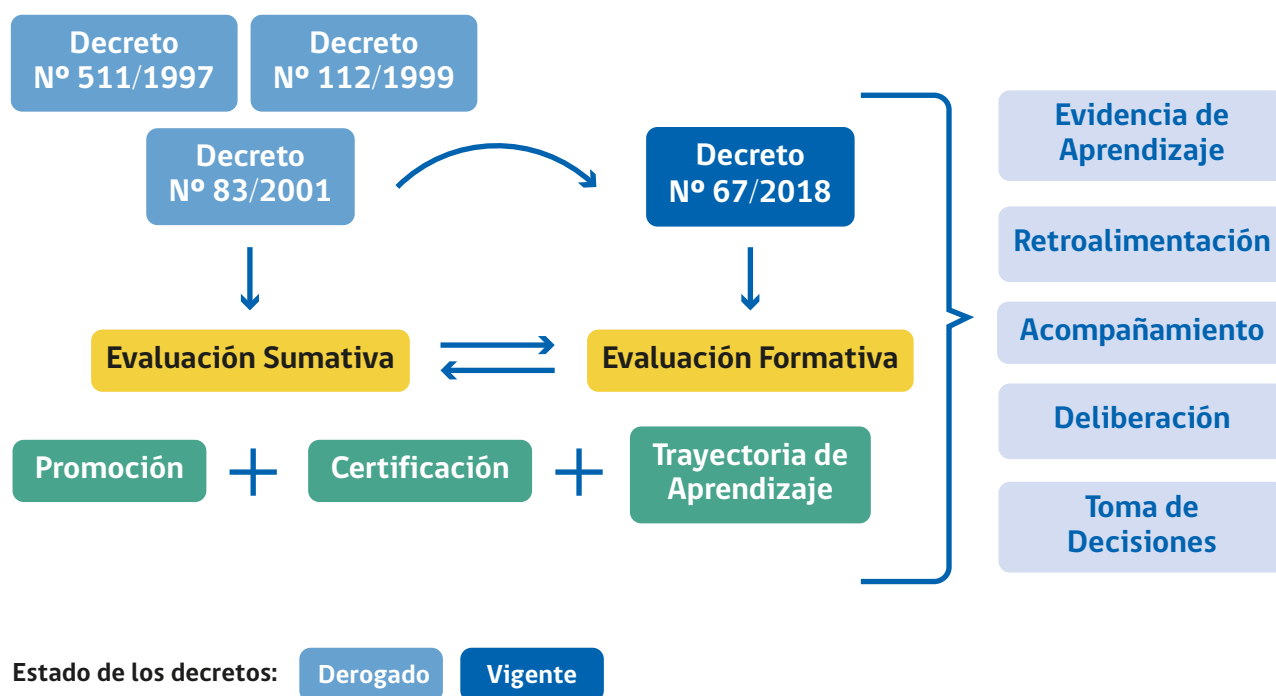 Decreto
Nº 511/1997
Decreto
Nº 112/1999
Decreto
Nº 83/2001
Decreto
Nº 67/2018
Evaluación Sumativa
Evaluación Formativa
Promoción
+
Certificación
+
Trayectoria de
Aprendizaje
Evidencia de
Aprendizaje
Retroalimentación
Acompañamiento
Deliberación
Toma de
Decisiones
Estado de los decretos:
Derogado
Vigente